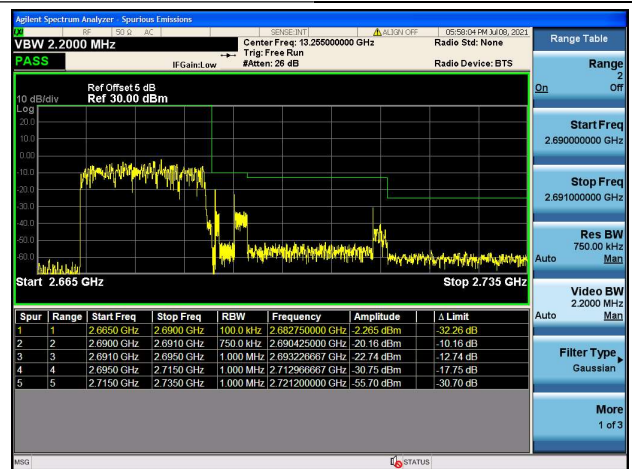 Agilent Spectrum Analyzer - Spurious Emissions
RF 50 Ω AC SENSE:INT ALIGN OFF 05:58:04 PM Jul 08, 2021
VBW 2.2000 MHz Center Freq: 13.255000000 GHz Radio Std: None
Trig: Free Run
PASS IFGain:Low #Atten: 26 dB Radio Device: BTS
Ref Offset 5 dB
10 dB/div Ref 30.00 dBm
Log
20.0
10.0
0.00
-10.0
-20.0
-30.0
-40.0
-50.0
-60.0
Start 2.665 GHz Stop 2.735 GHz
Spur Range Start Freq Stop Freq RBW Frequency Amplitude Δ Limit
1 1 2.6650 GHz 2.6900 GHz 100.0 kHz 2.682750000 GHz -2.265 dBm -32.26 dB
2 2 2.6900 GHz 2.6910 GHz 750.0 kHz 2.690425000 GHz -20.16 dBm -10.16 dB
3 3 2.6910 GHz 2.6950 GHz 1.000 MHz 2.693226667 GHz -22.74 dBm -12.74 dB
4 4 2.6950 GHz 2.7150 GHz 1.000 MHz 2.712966667 GHz -30.75 dBm -17.75 dB
5 5 2.7150 GHz 2.7350 GHz 1.000 MHz 2.721200000 GHz -55.70 dBm -30.70 dB
MSG STATUS
Range Table
Range
2
On Off
Start Freq
2.690000000 GHz
Stop Freq
2.691000000 GHz
Res BW
750.00 kHz
Auto Man
Video BW
2.2000 MHz
Auto Man
Filter Type
Gaussian
More
1 of 3